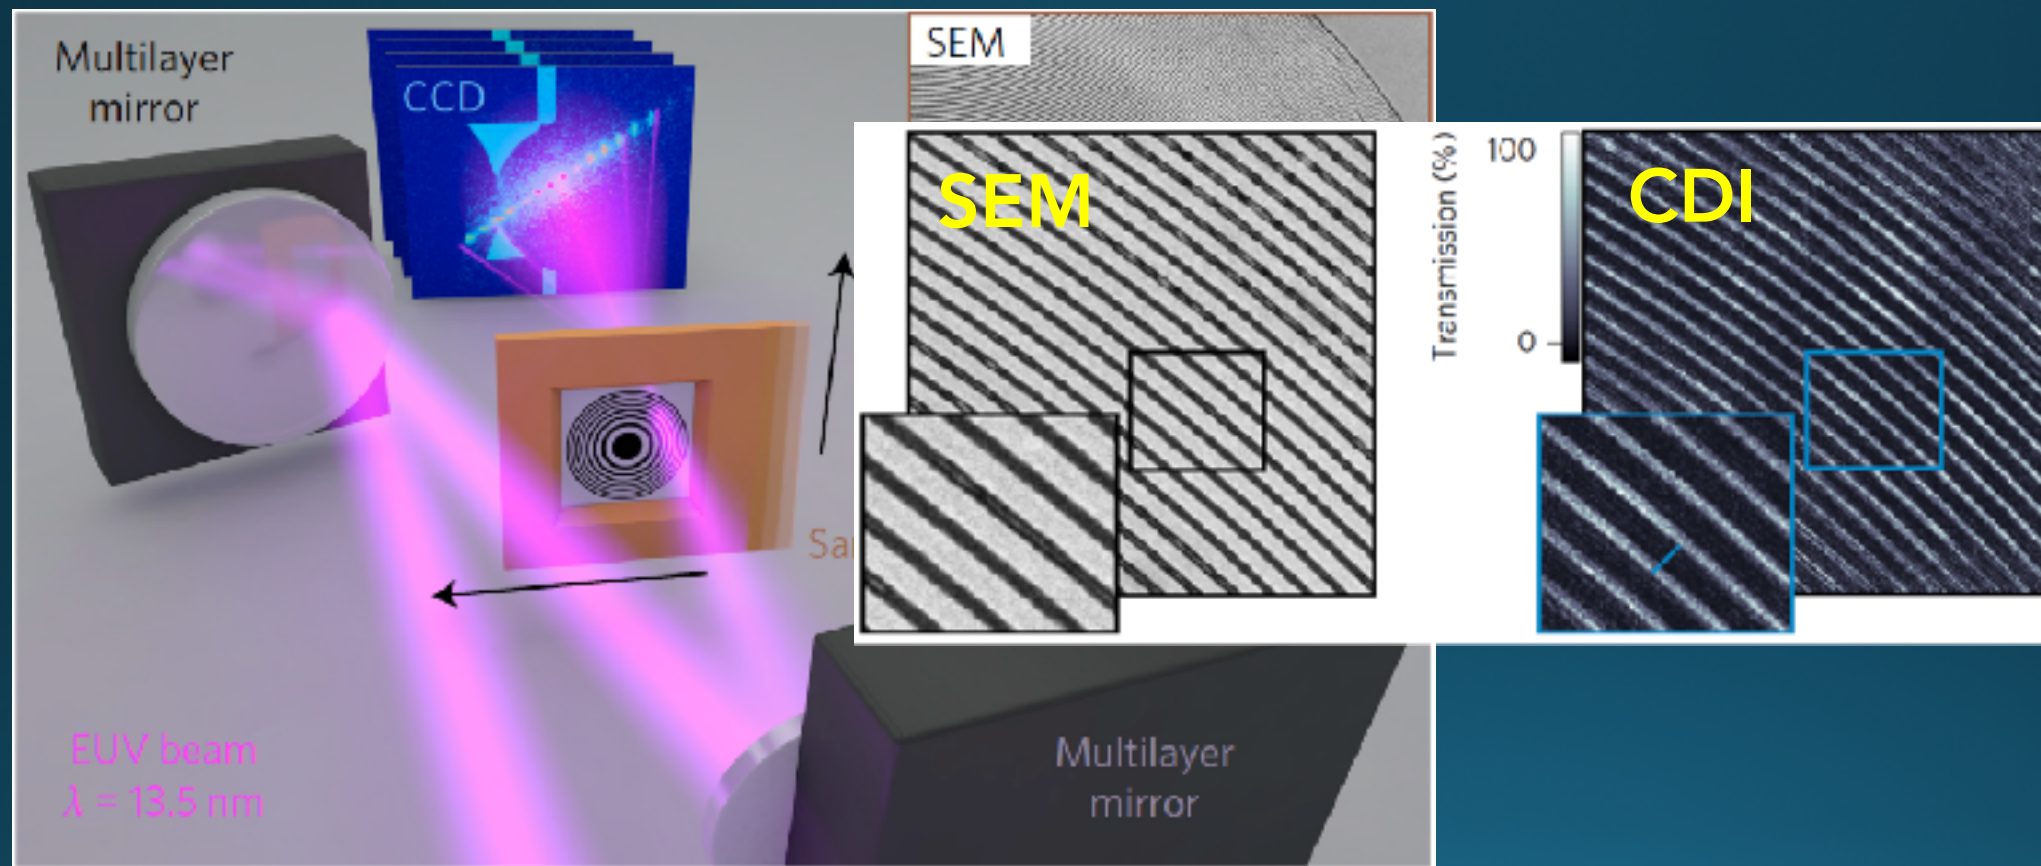 Multilayer
mirror
CCD
SEM
SEM
Transmission (%)
100
0
CDI
EUV beam
λ = 13.5 nm
Multilayer
mirror